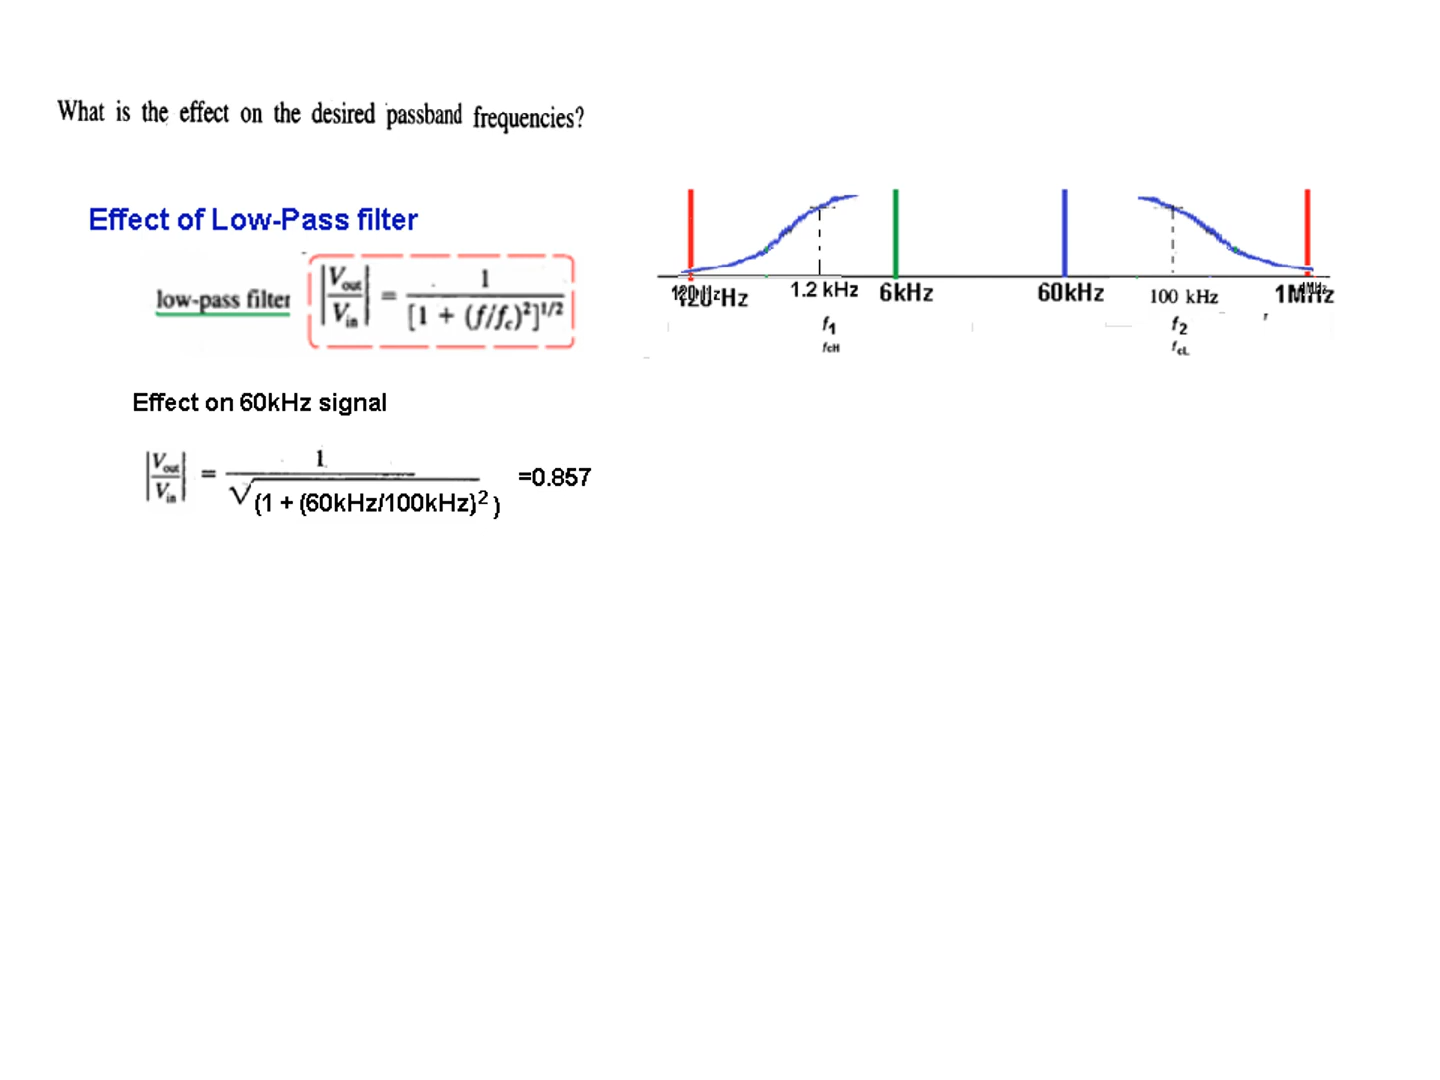 What is the effect on the desired passband frequencies?
Effect of Low-Pass filter
low-pass filter |Vout/Vin| = 1/[1 + (f/fc)²]^1/2
120Hz 1.2 kHz 6kHz 60kHz 100 kHz 1MHz
f1 f2
fcH fcL
Effect on 60kHz signal
|Vout/Vin| = 1/√(1 + (60kHz/100kHz)²) =0.857